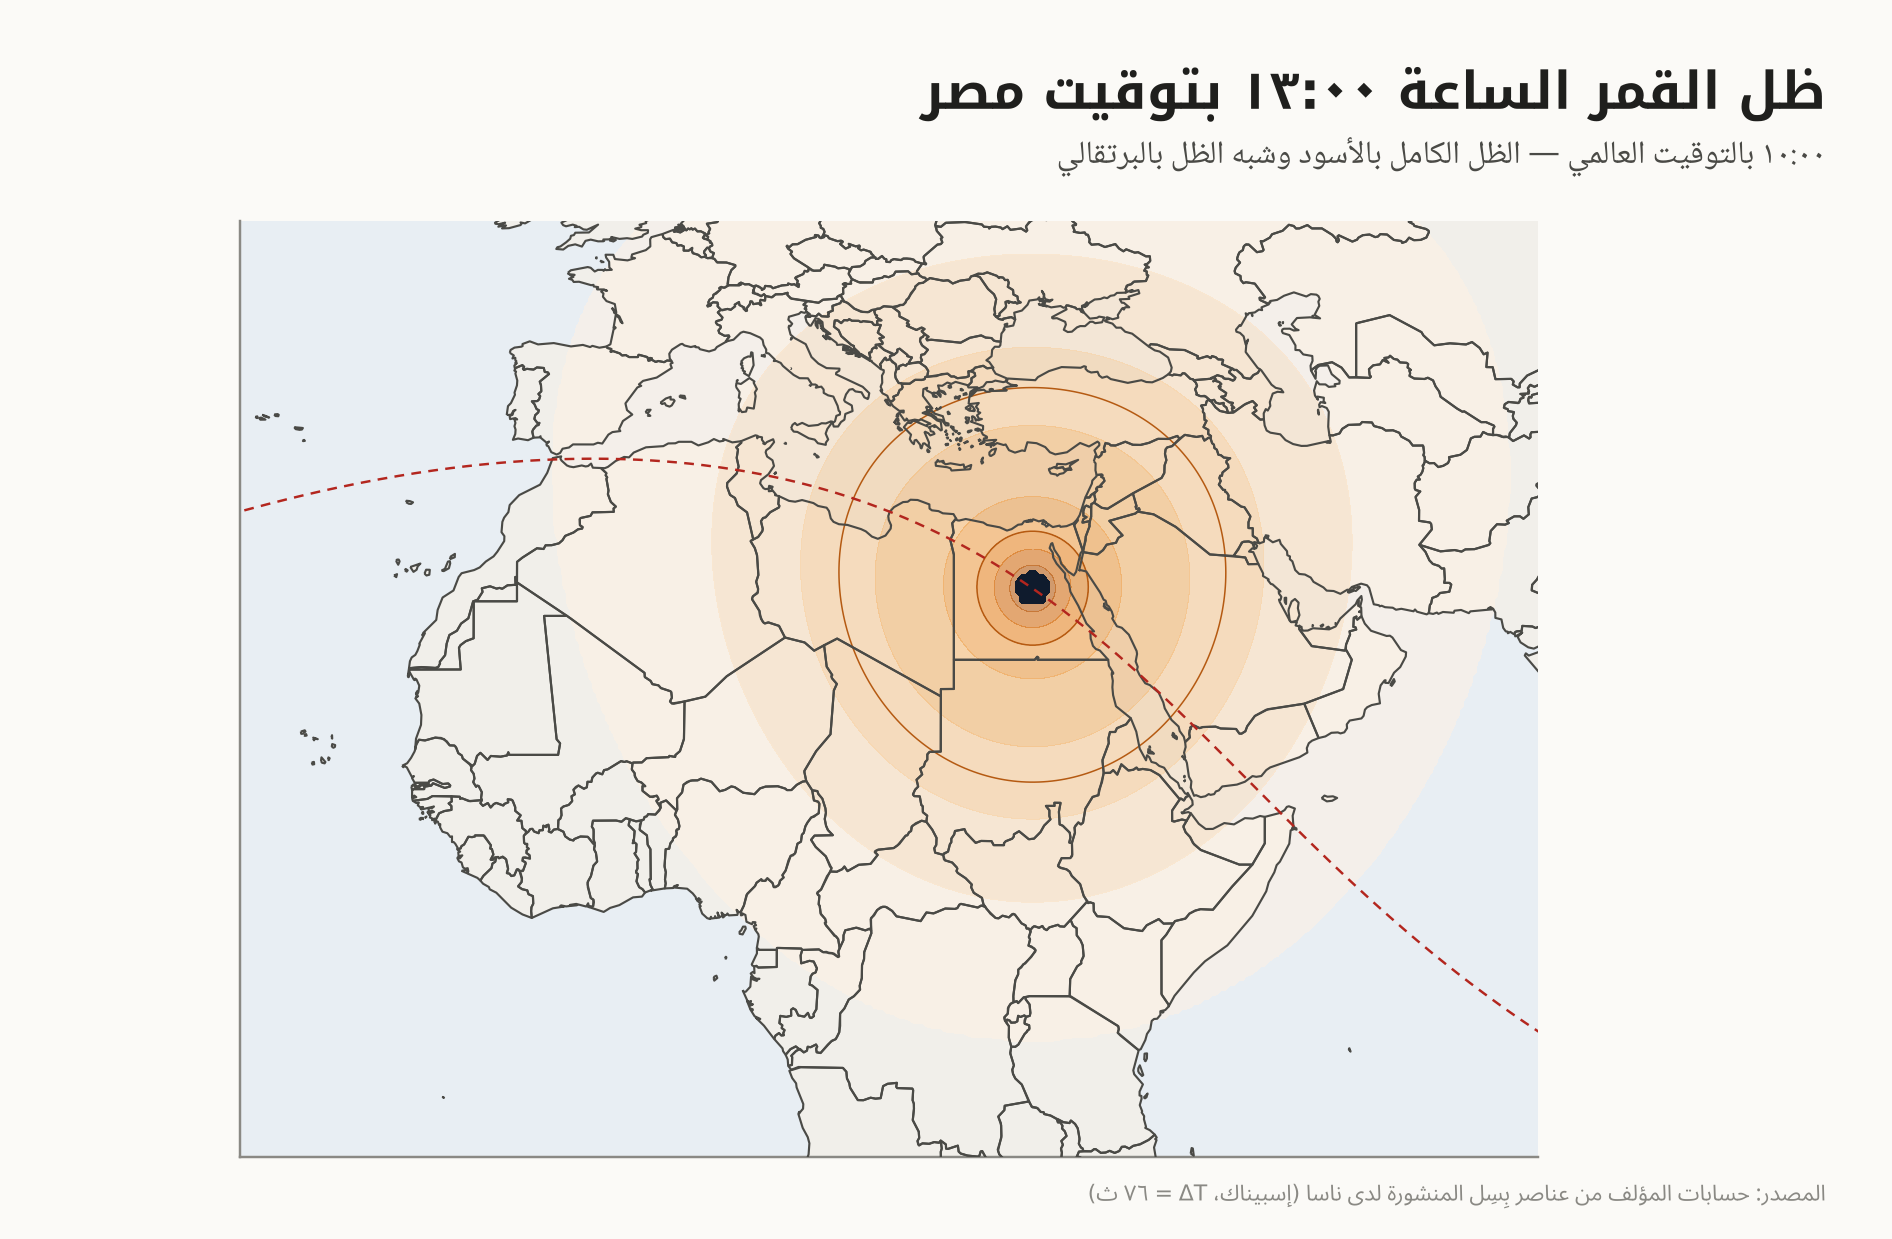 ظل القمر الساعة ١٣:٠٠ بتوقيت مصر
١٠:٠٠ بالتوقيت العالمي — الظل الكامل بالأسود وشبه الظل بالبرتقالي
المصدر: حسابات المؤلف من عناصر بِسِل المنشورة لدى ناسا (إسبيناك، ΔT = ٧٦ ث)